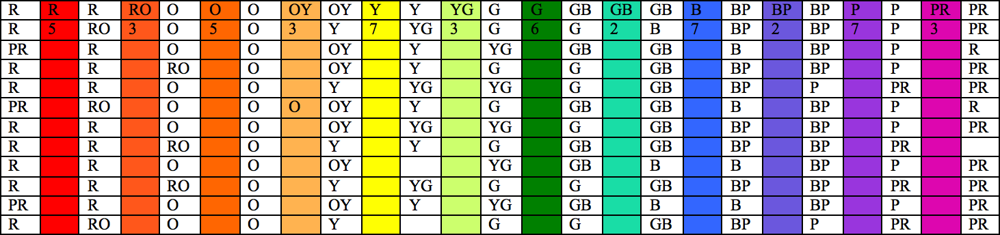 R R R RO O O O OY OY Y Y YG G G GB GB GB B BP BP BP P P PR PR
R 5 RO 3 O 5 O 3 Y 7 YG 3 G 6 G 2 B 7 BP 2 BP 7 P 3 PR
PR R O O OY Y YG GB GB B BP P R
R R RO O OY Y G G GB BP BP P PR
R RO O O Y YG YG G GB BP P PR PR
PR RO O O O OY Y G GB GB B BP P R
R R O O OY YG YG G GB BP BP P PR
R R RO O Y Y G GB GB BP BP PR
R R O O OY YG GB B B BP P PR
R R RO O Y YG G G GB BP BP PR PR
PR R O O OY Y YG GB B B BP P PR
R RO O O Y G G GB BP P PR PR